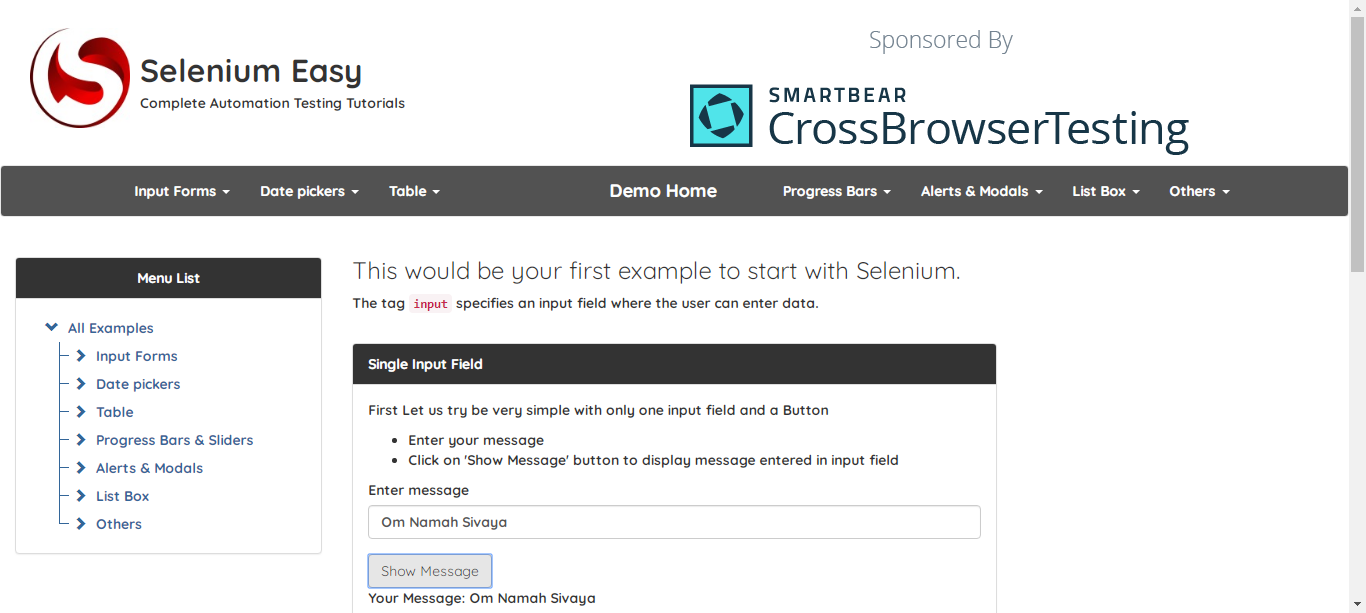 Selenium Easy
Complete Automation Testing Tutorials
Sponsored By
SMARTBEAR
CrossBrowserTesting
Input Forms Date pickers Table Demo Home Progress Bars Alerts & Modals List Box Others
Menu List
All Examples
Input Forms
Date pickers
Table
Progress Bars & Sliders
Alerts & Modals
List Box
Others
This would be your first example to start with Selenium.
The tag input specifies an input field where the user can enter data.
Single Input Field
First Let us try be very simple with only one input field and a Button
Enter your message
Click on 'Show Message' button to display message entered in input field
Enter message
Om Namah Sivaya
Show Message
Your Message: Om Namah Sivaya